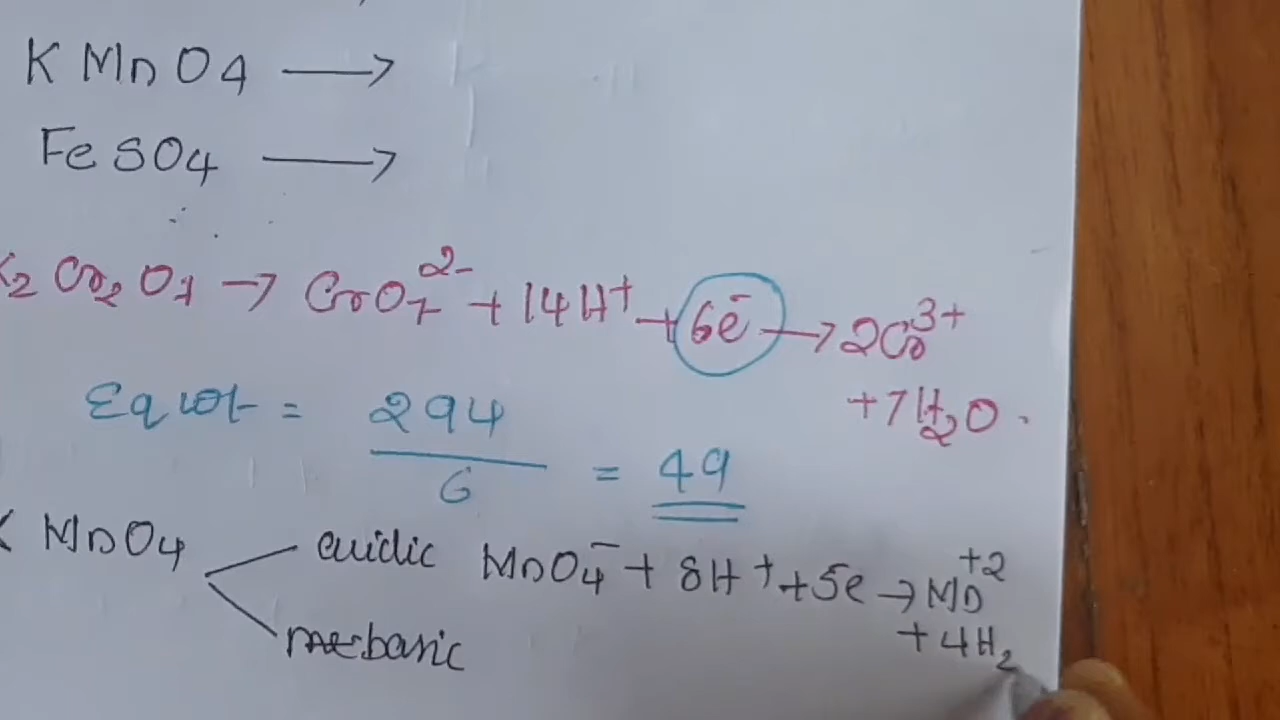 KMnO4 →
FeSO4 →
K2Cr2O7 → CrO7^2- + 14H+ + 6e- → 2Cr^3+
+ 7H2O.
Eq wt = 294 / 6 = 49
KMnO4
acidic MnO4^- + 8H+ + 5e → Mn^+2
+ 4H2
basic